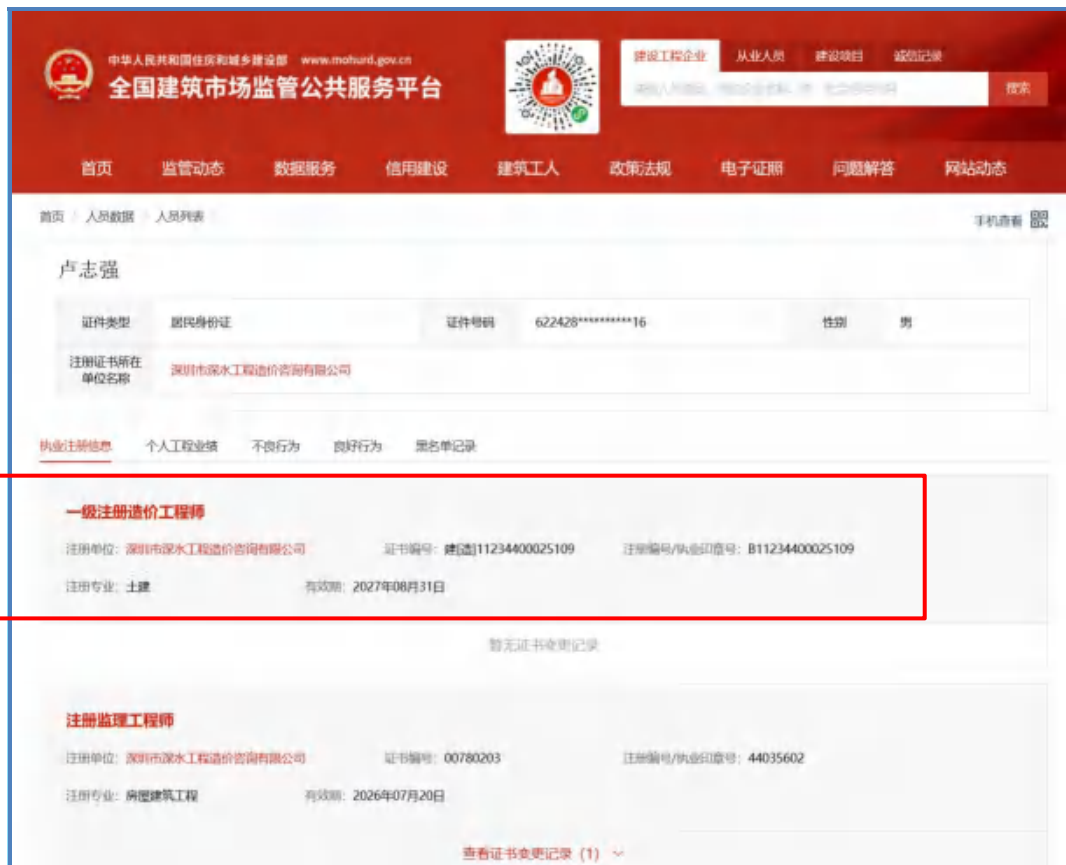 中华人民共和国住房和城乡建设部 www.mohurd.gov.cn
全国建筑市场监管公共服务平台
建设工程企业 从业人员 建设项目 诚信记录
搜索
首页 监管动态 数据服务 信用建设 建筑工人 政策法规 电子证照 问题解答 网站动态
首页 / 人员数据 / 人员列表
手机查看
卢志强
证件类型 居民身份证 证件号码 622428**********16 性别 男
注册证书所在
单位名称
深圳市深水工程造价咨询有限公司
执业注册信息 个人工程业绩 不良行为 良好行为 黑名单记录
一级注册造价工程师
注册单位: 深圳市深水工程造价咨询有限公司 证书编号: 建[造]11234400025109 注册编号/执业印章号: B11234400025109
注册专业: 土建 有效期: 2027年08月31日
暂无证书变更记录
注册监理工程师
注册单位: 深圳市深水工程造价咨询有限公司 证书编号: 00780203 注册编号/执业印章号: 44035602
注册专业: 房屋建筑工程 有效期: 2026年07月20日
查看证书变更记录 (1)